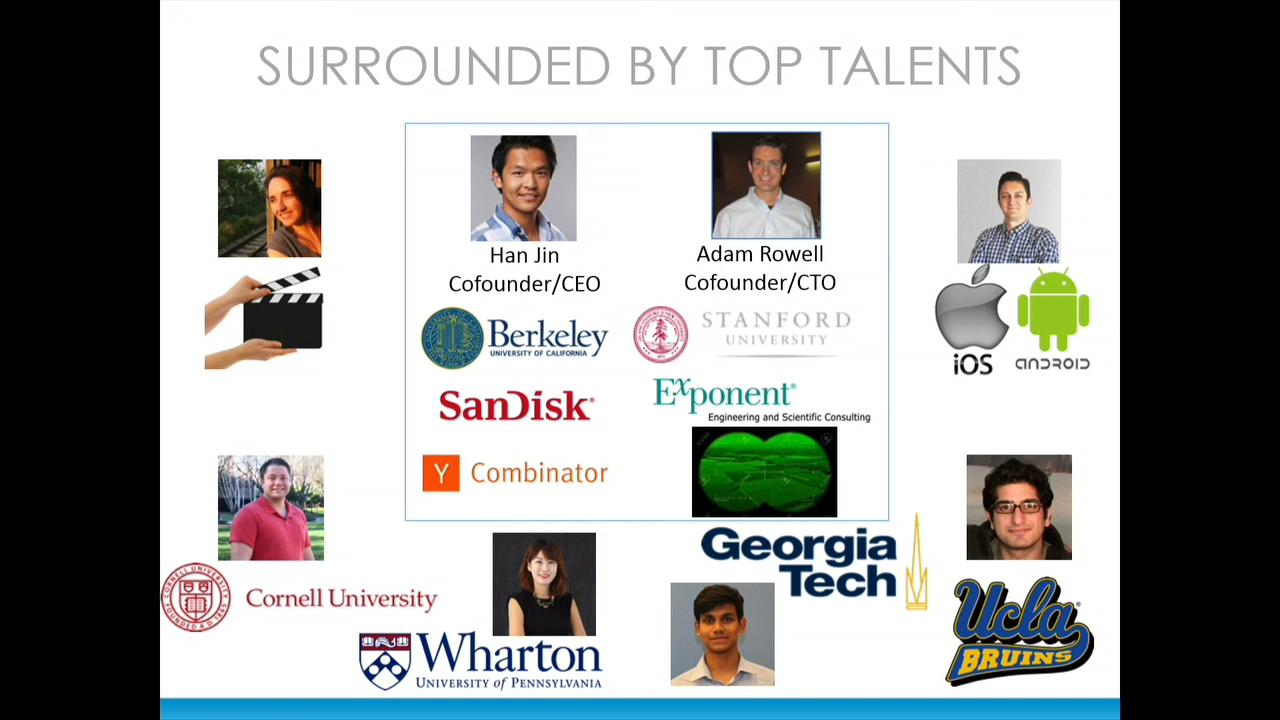 SURROUNDED BY TOP TALENTS
Han Jin
Cofounder/CEO
Adam Rowell
Cofounder/CTO
Berkeley
UNIVERSITY OF CALIFORNIA
STANFORD
UNIVERSITY
SanDisk®
Exponent®
Engineering and Scientific Consulting
Y Combinator
iOS
ANDROID
Cornell University
Wharton
UNIVERSITY OF PENNSYLVANIA
Georgia
Tech
Ucla
BRUINS